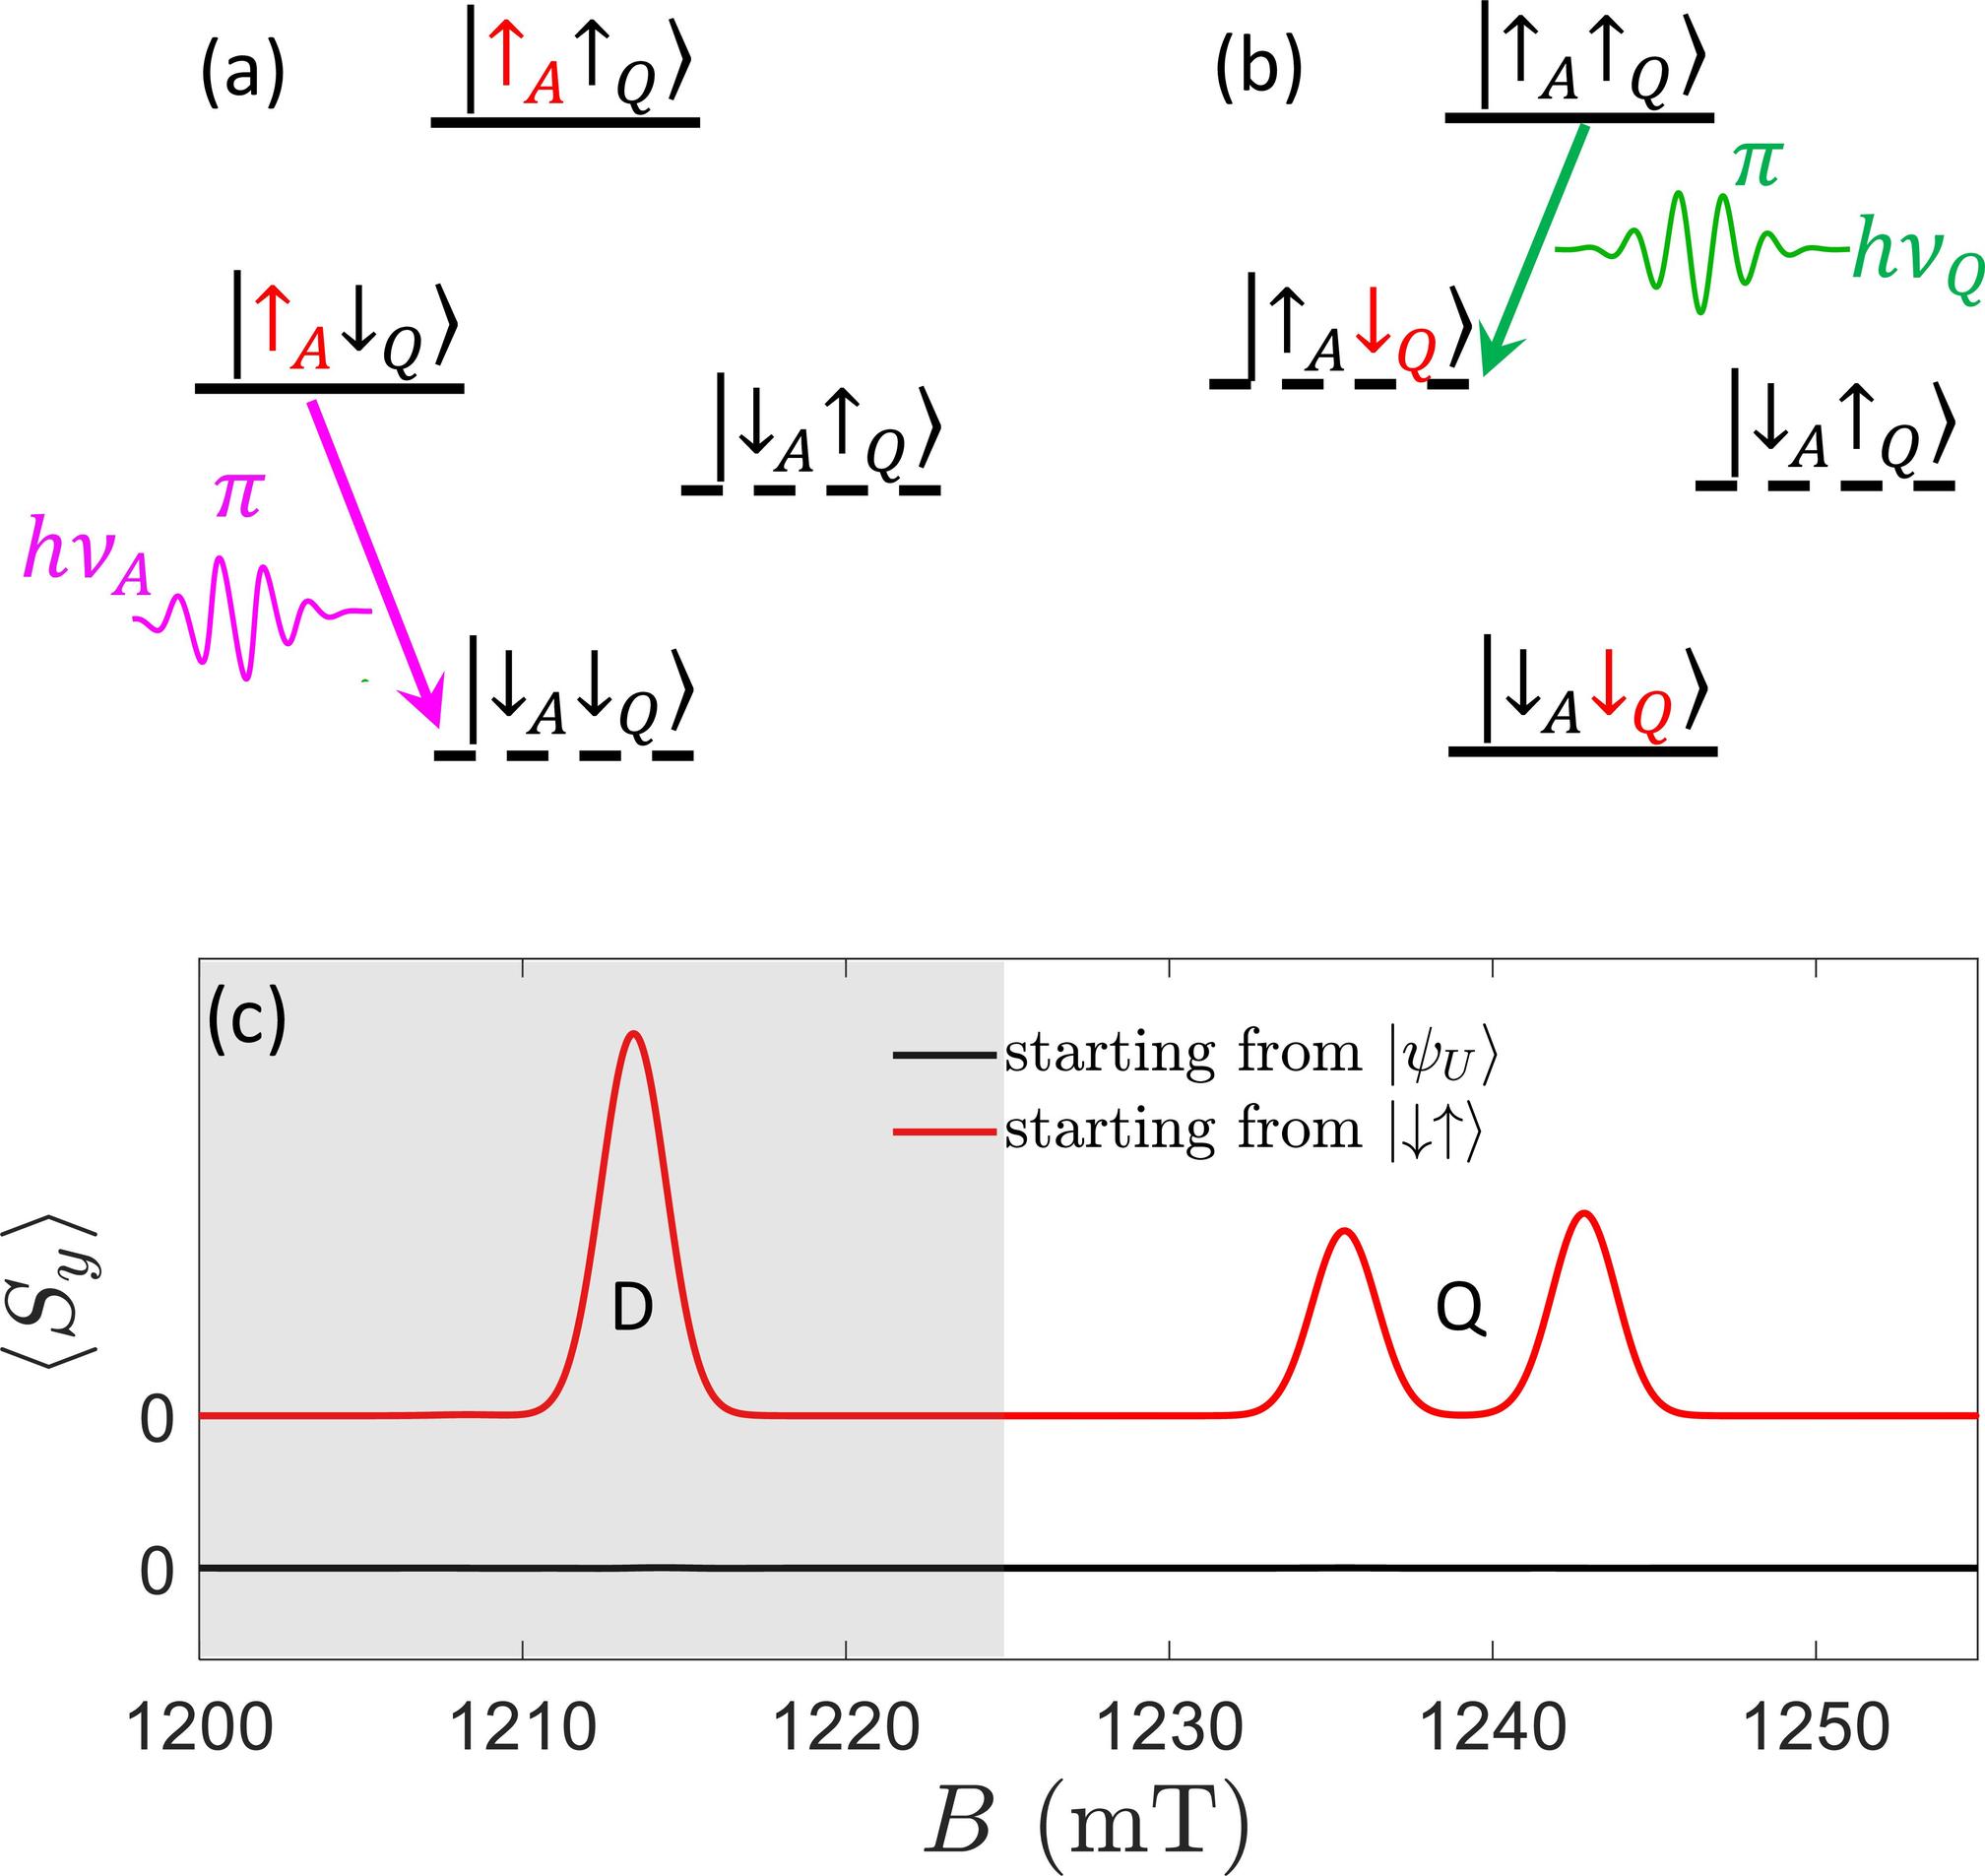 (a)
|↑A↑Q⟩
|↑A↓Q⟩
|↓A↑Q⟩
π
hνA
|↓A↓Q⟩
(b)
|↑A↑Q⟩
π
hνQ
|↑A↓Q⟩
|↓A↑Q⟩
|↓A↓Q⟩
(c)
starting from |ψU⟩
starting from |↓↑⟩
D
Q
⟨Sy⟩
0
0
1200 1210 1220 1230 1240 1250
B (mT)